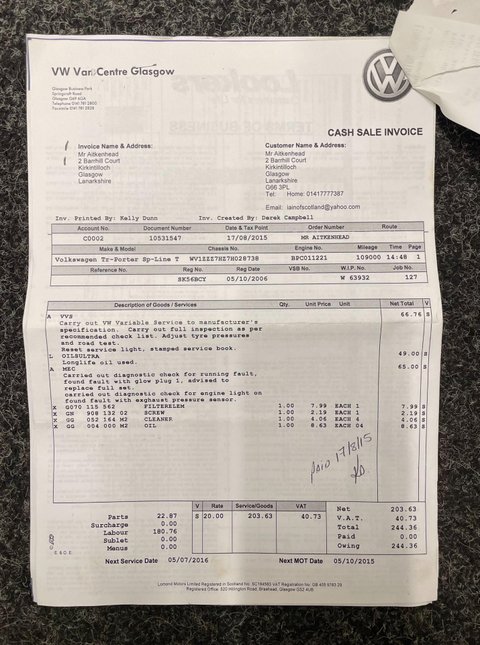 VW Van Centre Glasgow
Glasgow Business Park
Springcroft Road
Glasgow G69 6GA
Telephone 0141 781 2800
CASH SALE INVOICE
Invoice Name & Address:
Mr Aitkenhead
2 Barrhill Court
Kirkintilloch
Glasgow
Lanarkshire
Customer Name & Address:
Mr Aitkenhead
2 Barrhill Court
Kirkintilloch
Glasgow
Lanarkshire
G66 3PL
Tel: Home: 01417777387
Email: iainofscotland@yahoo.com
Inv. Printed By: Kelly Dunn Inv. Created By: Derek Campbell
Account No. Document Number Date & Tax Point Order Number Route
C0002 10531547 17/08/2015 MR AITKENHEAD
Make & Model Chassis No. Engine No. Mileage Time Page
Volkswagen Tr-Porter Sp-Line T WV1ZZZ7HZ7H028738 BPC011221 109000 14:48 1
Reference No. Reg No. Reg Date VSB No. W.I.P. No. Job No.
SK56BCY 05/10/2006 W 63932 127
Description of Goods / Services Qty. Unit Price Unit Net Total V
A VVS 66.76 S
Carry out VW Variable Service to manufacturer's
specification. Carry out full inspection as per
recommended check list. Adjust tyre pressures
and road test.
Reset service light, stamped service book.
L OILSULTRA 49.00 S
Longlife oil used.
A MEC 65.00 S
Carried out diagnostic check for running fault,
found fault with glow plug 1, advised to
replace full set.
carried out diagnostic check for engine light on
found fault with exghaust pressure sensor.
X G070 115 562 FILTERELEM 1.00 7.99 EACH 1 7.99 S
X GN 908 132 02 SCREW 1.00 2.19 EACH 1 2.19 S
X GG 052 164 M2 CLEANER 1.00 4.06 EACH 4 4.06 S
X GG 004 000 M2 OIL 1.00 8.63 EACH 04 8.63 S
paid 17/8/15
Parts 22.87
Surcharge 0.00
Labour 180.76
Sublet 0.00
Menus 0.00
V Rate Service/Goods VAT
S 20.00 203.63 40.73
Net 203.63
V.A.T. 40.73
Total 244.36
Paid 0.00
Owing 244.36
E & O E
Next Service Date 05/07/2016 Next MOT Date 05/10/2015